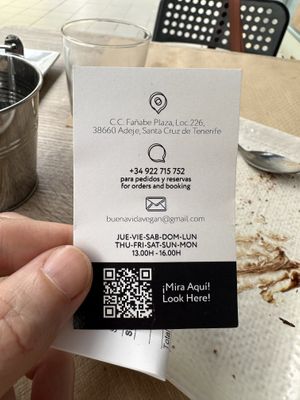 C.C. Fañabe Plaza, Loc.226,
38660 Adeje, Santa Cruz de Tenerife
+34 922 715 752
para pedidos y reservas
for orders and booking
buenavidavegan@gmail.com
JUE-VIE-SAB-DOM-LUN
THU-FRI-SAT-SUN-MON
13.00H - 16.00H
¡Mira Aquí!
Look Here!